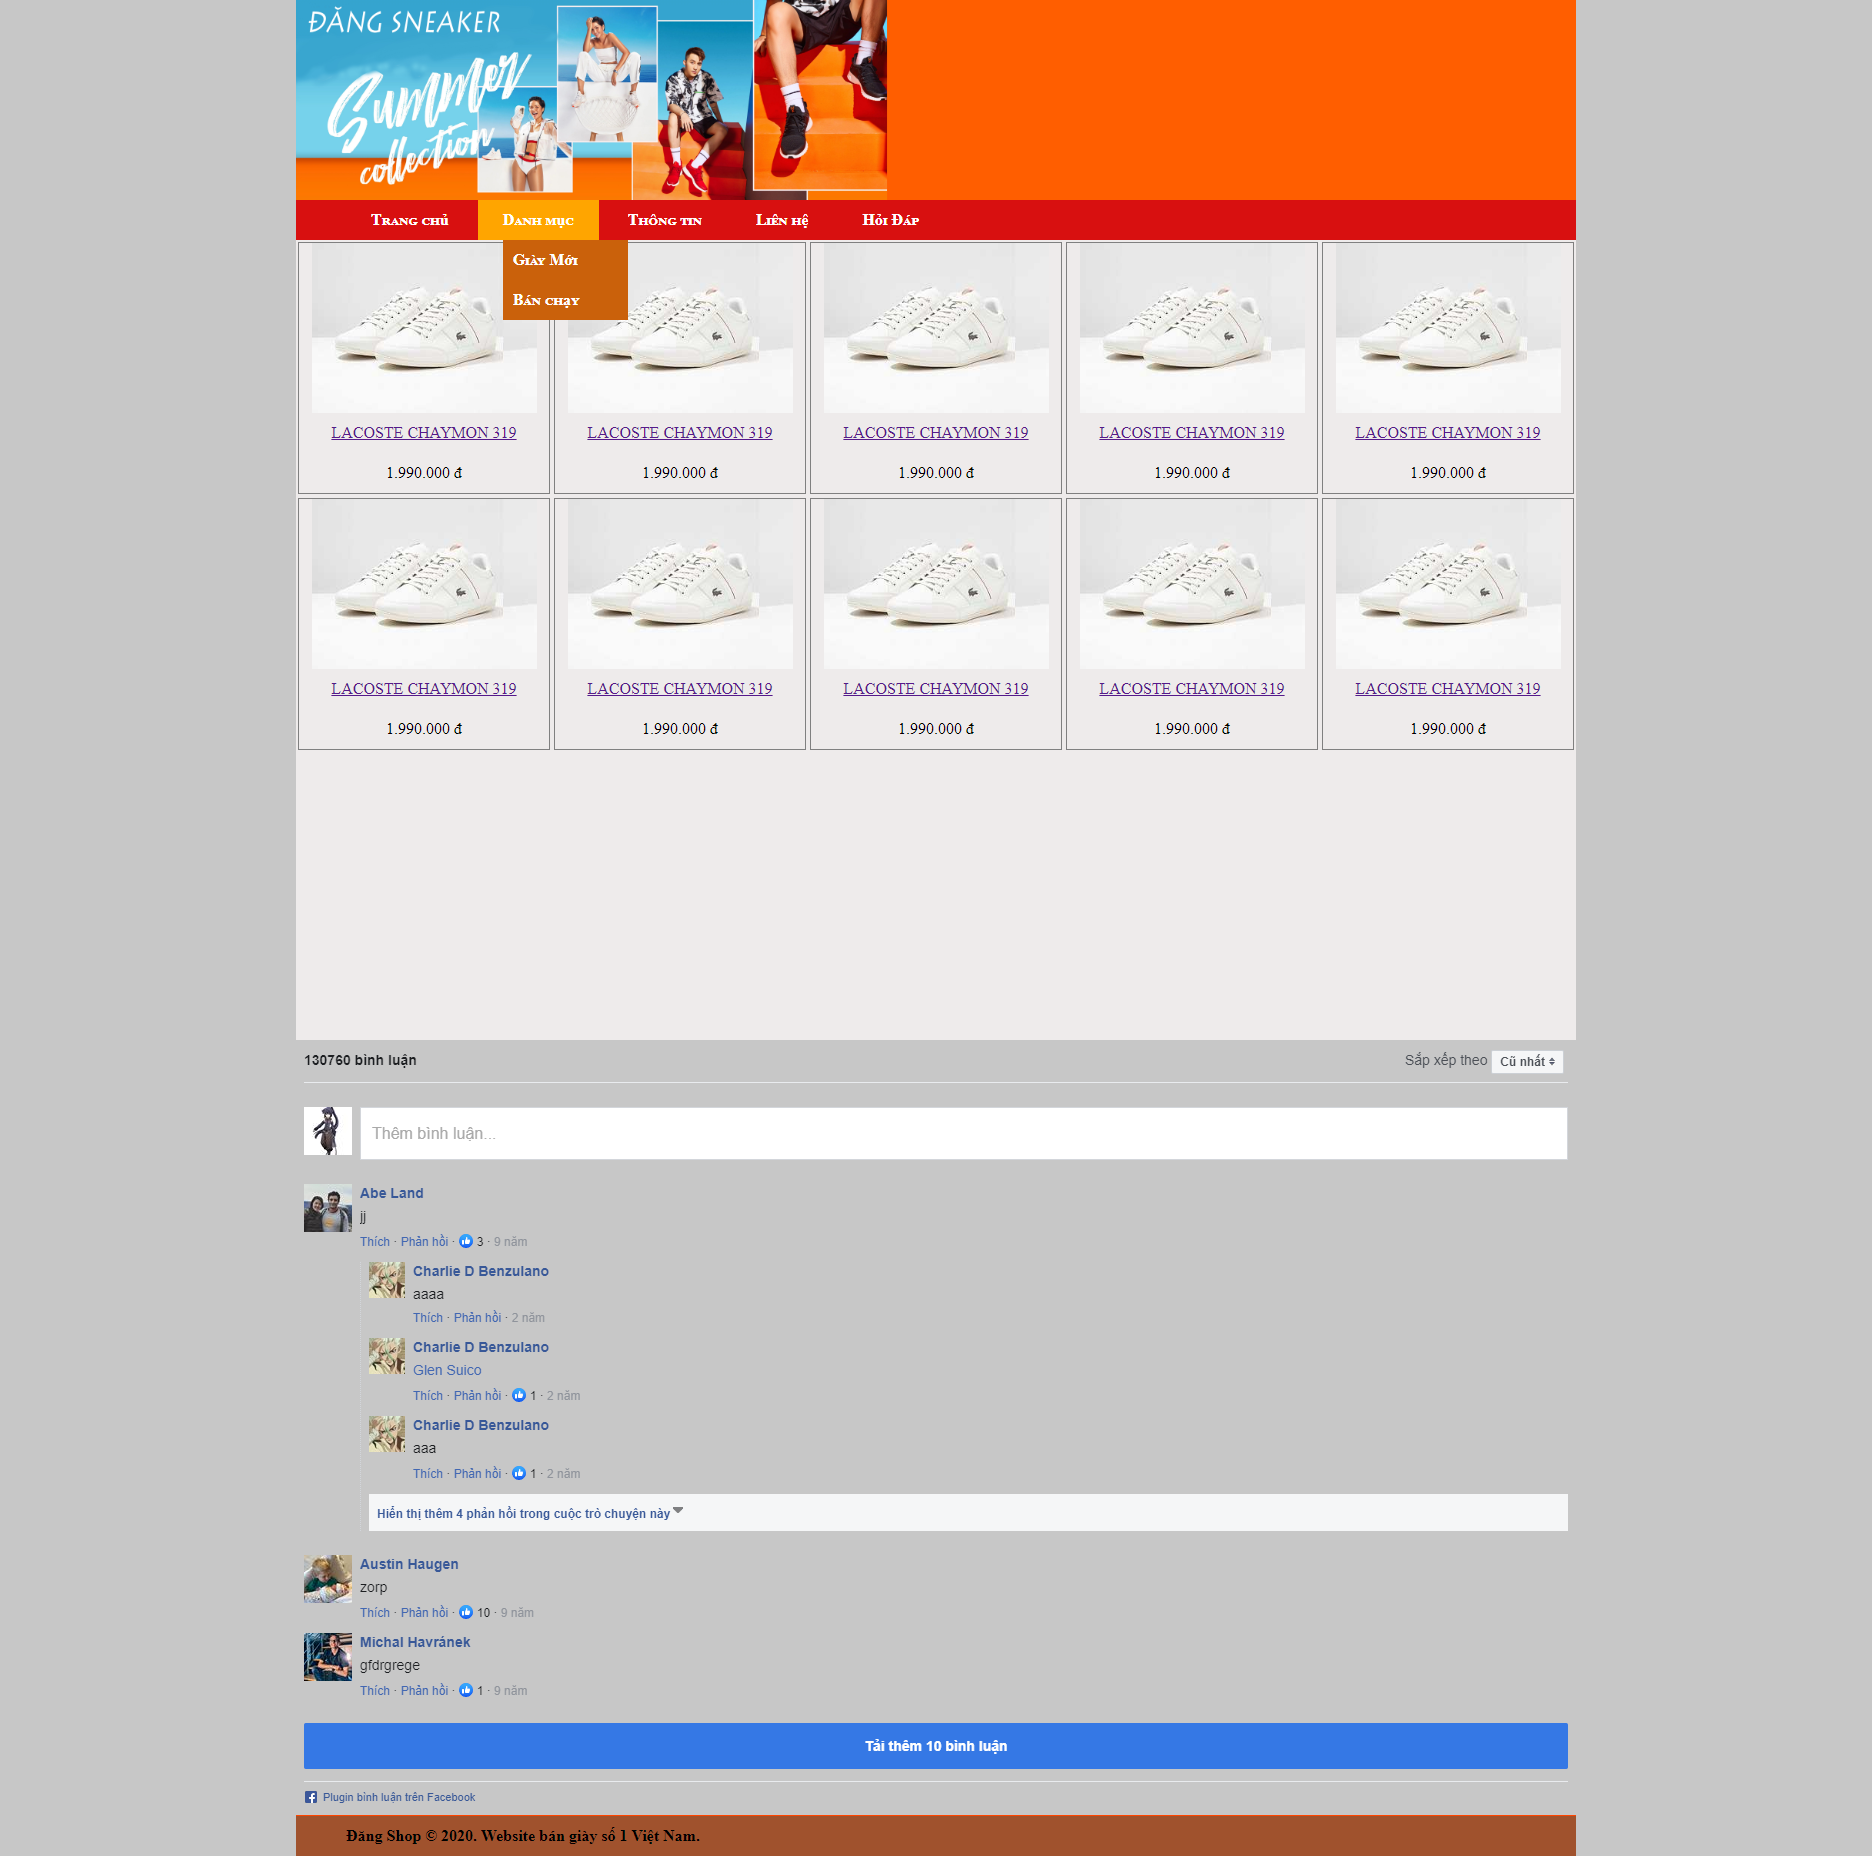 ĐĂNG SNEAKER
Summer
collection
Trang chủ Danh mục Thông tin Liên hệ Hỏi Đáp
Giày Mới
Bán chạy
LACOSTE CHAYMON 319 LACOSTE CHAYMON 319 LACOSTE CHAYMON 319 LACOSTE CHAYMON 319 LACOSTE CHAYMON 319
1.990.000 đ 1.990.000 đ 1.990.000 đ 1.990.000 đ 1.990.000 đ
LACOSTE CHAYMON 319 LACOSTE CHAYMON 319 LACOSTE CHAYMON 319 LACOSTE CHAYMON 319 LACOSTE CHAYMON 319
1.990.000 đ 1.990.000 đ 1.990.000 đ 1.990.000 đ 1.990.000 đ
130760 bình luận Sắp xếp theo Cũ nhất
Thêm bình luận...
Abe Land
jj
Thích · Phản hồi · 3 · 9 năm
Charlie D Benzulano
aaaa
Thích · Phản hồi · 2 năm
Charlie D Benzulano
Glen Suico
Thích · Phản hồi · 1 · 2 năm
Charlie D Benzulano
aaa
Thích · Phản hồi · 1 · 2 năm
Hiển thị thêm 4 phản hồi trong cuộc trò chuyện này
Austin Haugen
zorp
Thích · Phản hồi · 10 · 9 năm
Michal Havránek
gfdrgrege
Thích · Phản hồi · 1 · 9 năm
Tải thêm 10 bình luận
Plugin bình luận trên Facebook
Đăng Shop © 2020. Website bán giày số 1 Việt Nam.